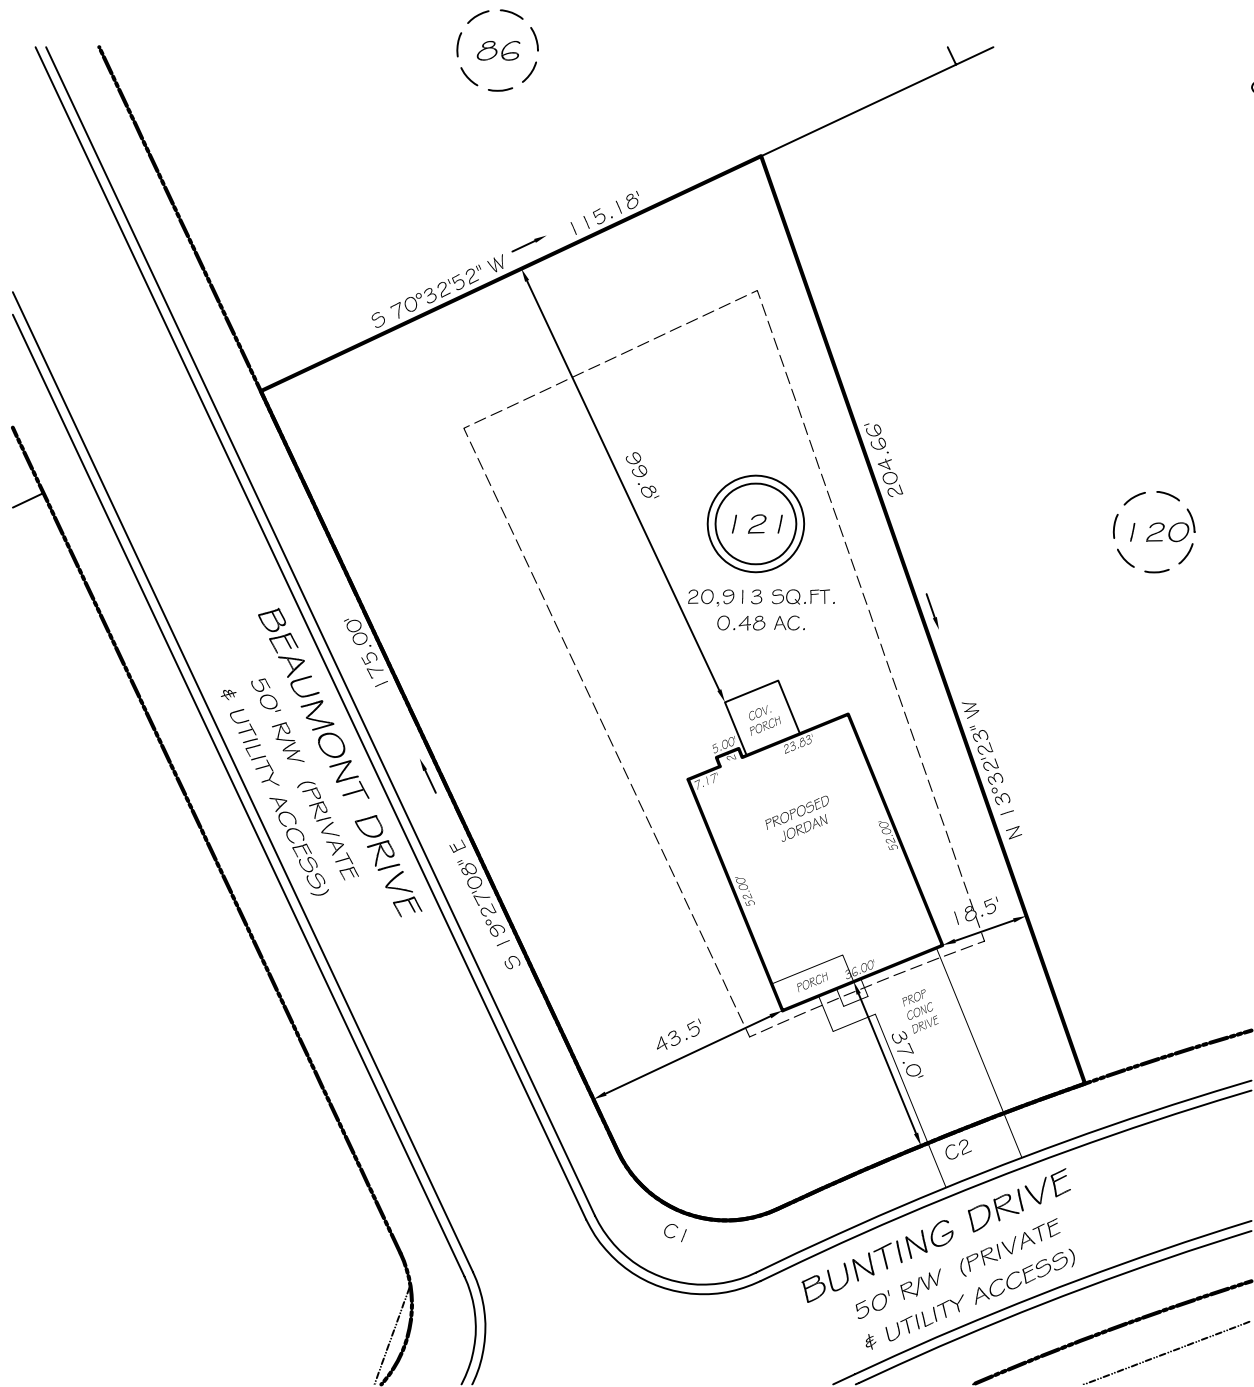 86
S 70°32'52" W
115.18'
99.8'
204.66'
121
20,913 SQ.FT.
0.48 AC.
120
175.00'
BEAUMONT DRIVE
50' R/W (PRIVATE
& UTILITY ACCESS)
COV.
PORCH
5.00'
23.83'
7.17'
N 13°32'23" W
PROPOSED
JORDAN
52.00'
52.00'
S 19°27'08" E
18.5'
PORCH
36.00'
PROP
CONC
DRIVE
43.5'
37.0'
C2
C1
BUNTING DRIVE
50' R/W (PRIVATE
& UTILITY ACCESS)